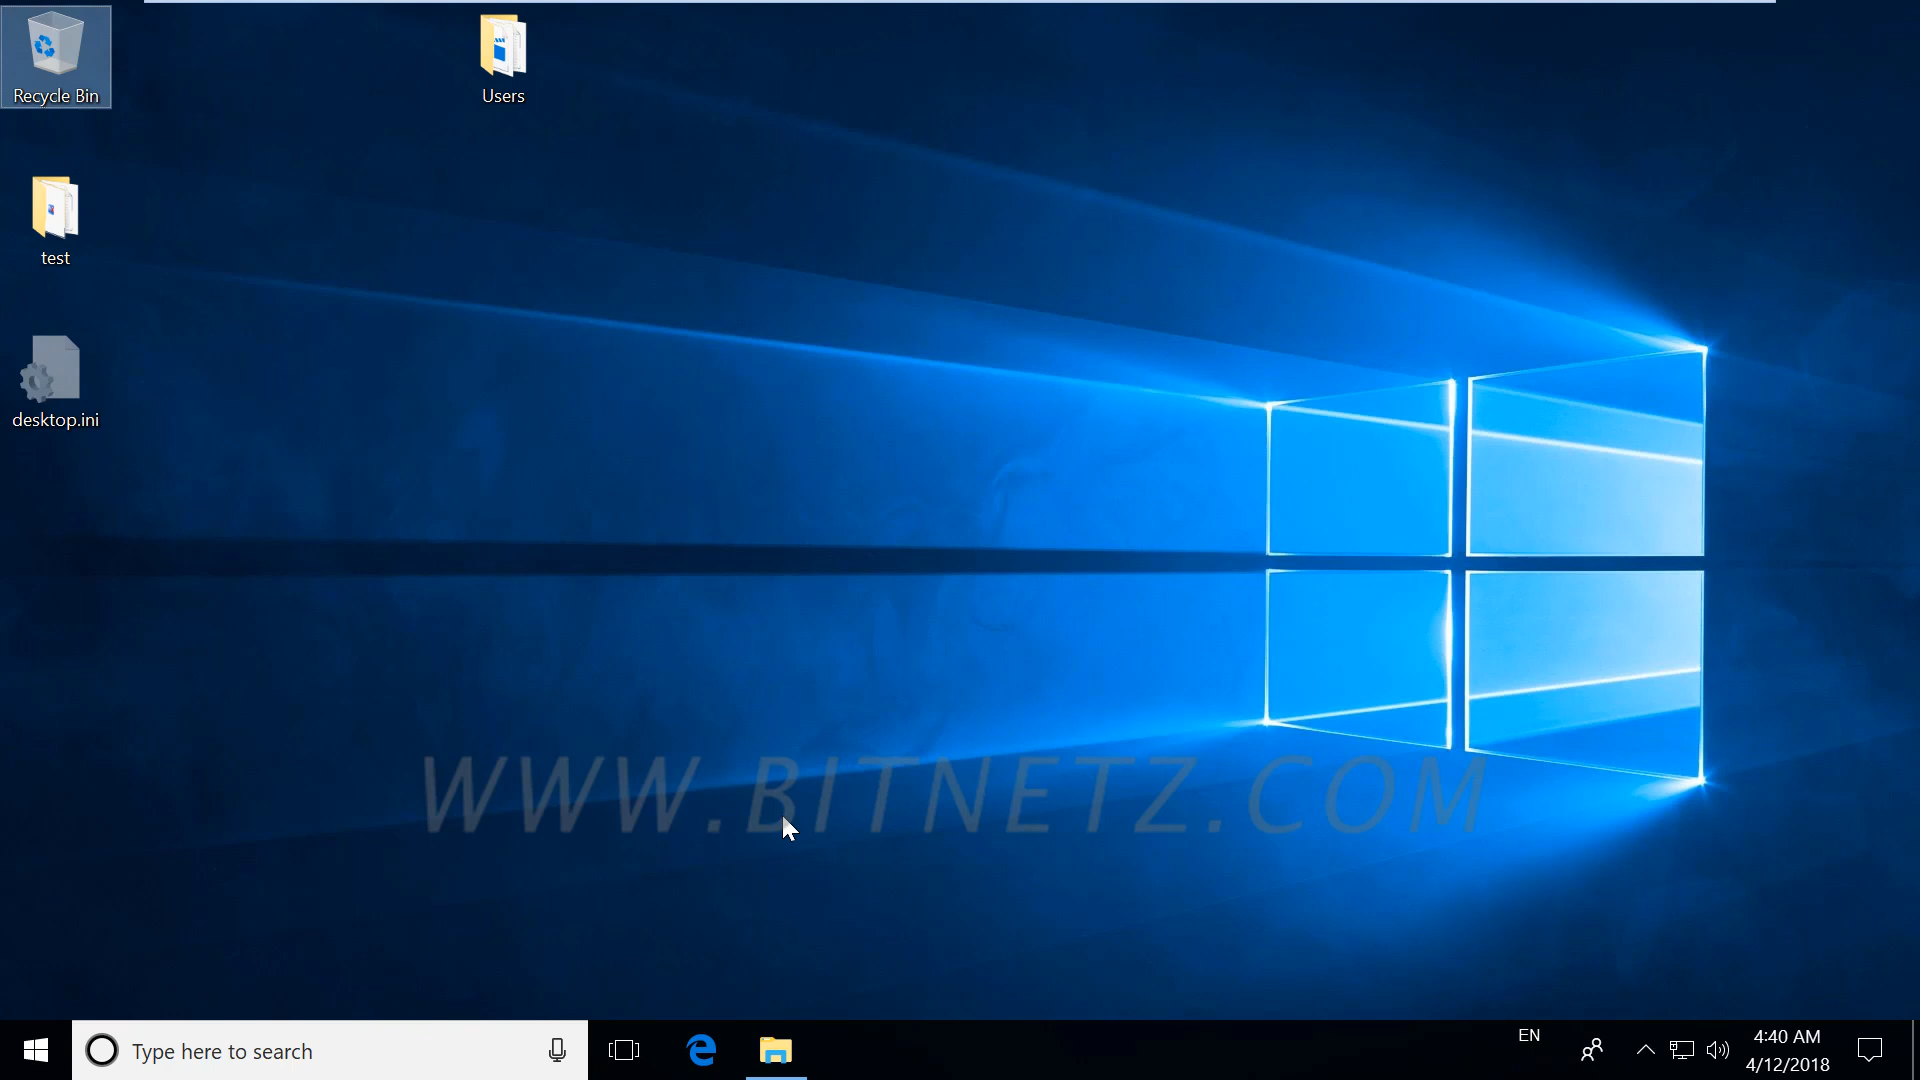 Recycle Bin
Users
test
desktop.ini
WWW.BITNETZ.COM
Type here to search
EN
4:40 AM
4/12/2018